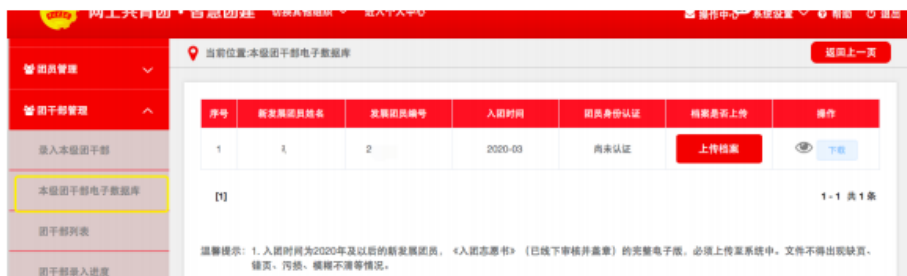 网上共青团·智慧团建 切换其他组织 进入个人中心
操作中心 系统设置 帮助 退出
团员管理
当前位置:本级团干部电子数据库
返回上一页
团干部管理
序号 新发展团员姓名 发展团员编号 入团时间 团员身份认证 档案是否上传 操作
录入本级团干部
1 2 2020-03 尚未认证 上传档案 下载
本级团干部电子数据库
[1] 1-1 共1条
团干部列表
温馨提示：1. 入团时间为2020年及以后的新发展团员，《入团志愿书》（已线下审核并盖章）的完整电子版，必须上传至系统中。文件不得出现缺页、
错页、污损、模糊不清等情况。
团干部录入进度